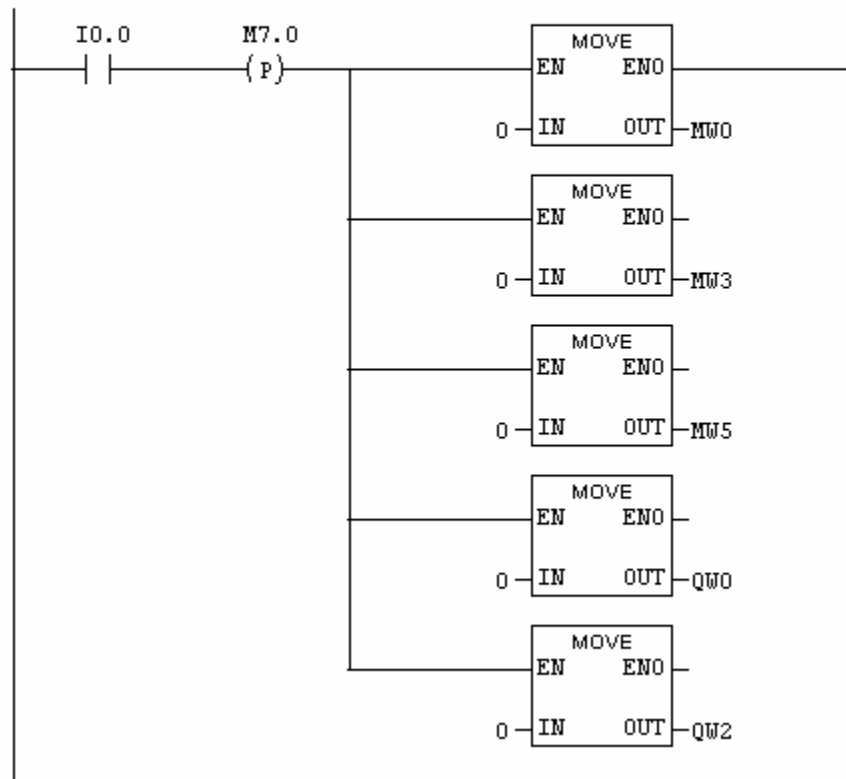 I0.0 M7.0
MOVE
EN ENO
(P)
0 IN OUT MW0
MOVE
EN ENO
0 IN OUT MW3
MOVE
EN ENO
0 IN OUT MW5
MOVE
EN ENO
0 IN OUT QW0
MOVE
EN ENO
0 IN OUT QW2